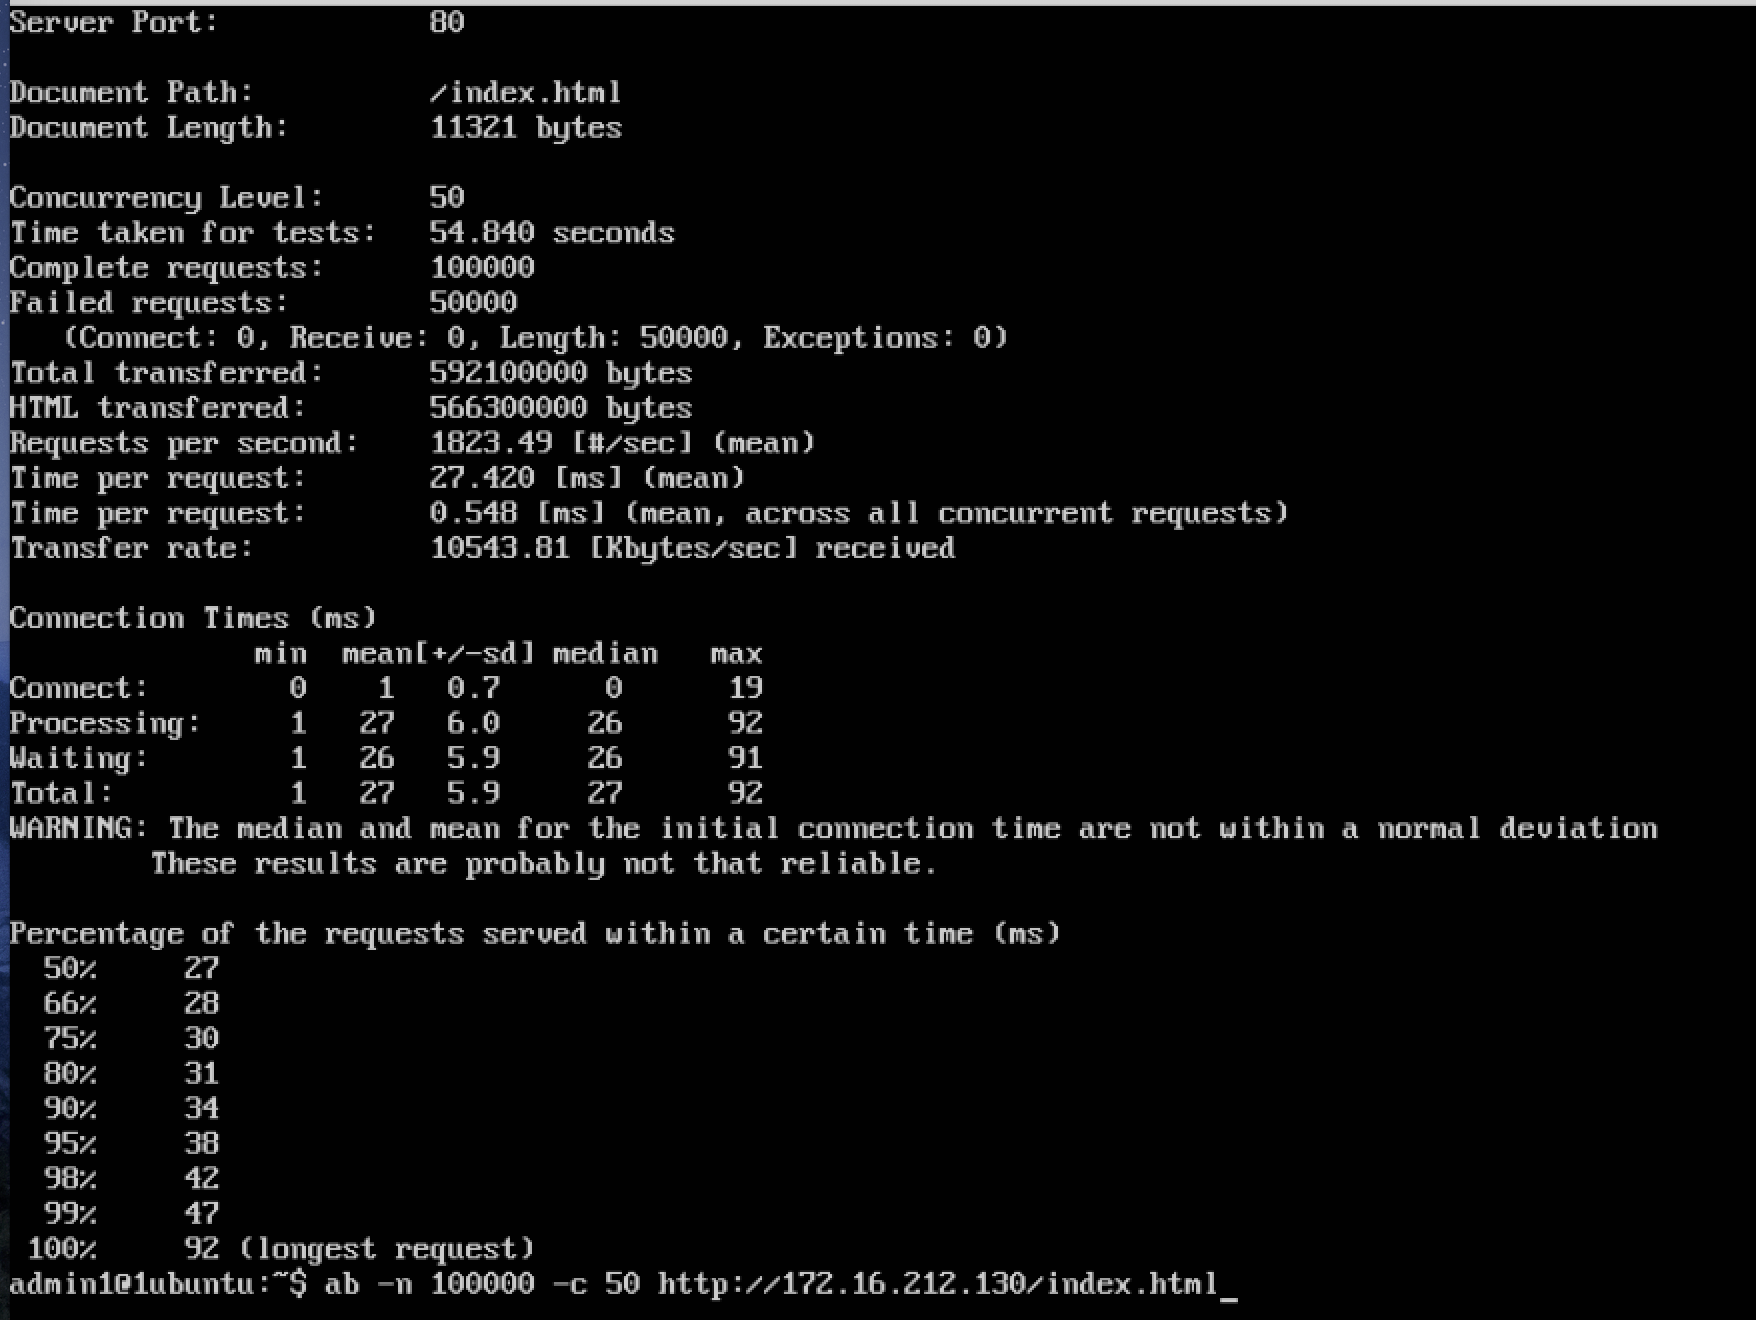 Server Port:            80
Document Path:          /index.html
Document Length:        11321 bytes
Concurrency Level:      50
Time taken for tests:   54.840 seconds
Complete requests:      100000
Failed requests:        50000
   (Connect: 0, Receive: 0, Length: 50000, Exceptions: 0)
Total transferred:      592100000 bytes
HTML transferred:       566300000 bytes
Requests per second:    1823.49 [#/sec] (mean)
Time per request:       27.420 [ms] (mean)
Time per request:       0.548 [ms] (mean, across all concurrent requests)
Transfer rate:          10543.81 [Kbytes/sec] received
Connection Times (ms)
              min  mean[+/-sd] median   max
Connect:        0    1   0.7      0      19
Processing:     1   27   6.0     26      92
Waiting:        1   26   5.9     26      91
Total:          1   27   5.9     27      92
WARNING: The median and mean for the initial connection time are not within a normal deviation
        These results are probably not that reliable.
Percentage of the requests served within a certain time (ms)
  50%     27
  66%     28
  75%     30
  80%     31
  90%     34
  95%     38
  98%     42
  99%     47
 100%     92 (longest request)
admin1@1ubuntu:~$ ab -n 100000 -c 50 http://172.16.212.130/index.html_